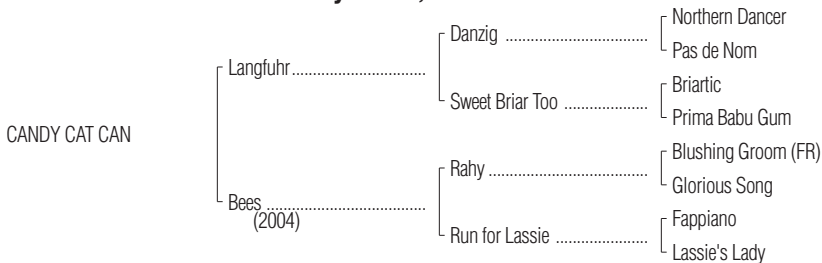 Northern Dancer
Danzig ..................................
Pas de Nom
Langfuhr................................
Briartic
Sweet Briar Too ....................
Prima Babu Gum
CANDY CAT CAN
Blushing Groom (FR)
Rahy ......................................
Glorious Song
Bees ......................................
(2004)
Fappiano
Run for Lassie ......................
Lassie's Lady